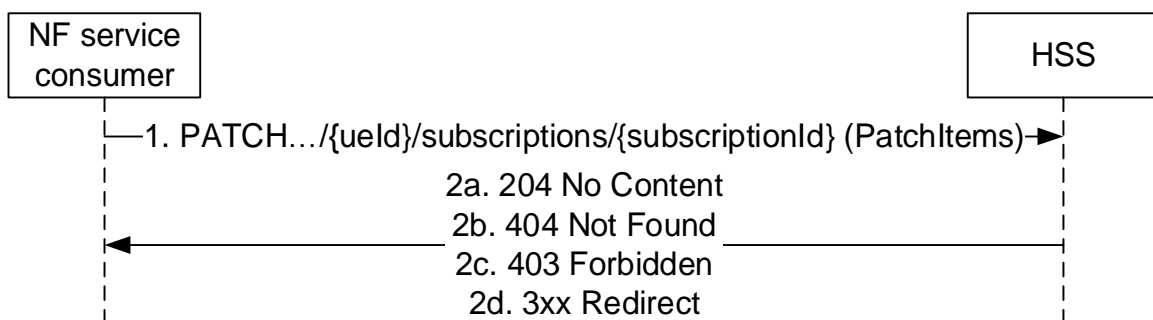 NF service
consumer
HSS
1. PATCH…/{ueId}/subscriptions/{subscriptionId} (PatchItems)
2a. 204 No Content
2b. 404 Not Found
2c. 403 Forbidden
2d. 3xx Redirect